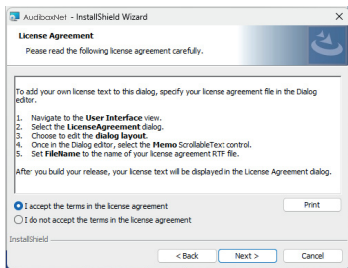 AudibaxNet - InstallShield Wizard
License Agreement
Pease read the following license agreement carefully.
To add your own license text to this dialog, specify your license agreement file in the Dialog
editor.
1. Navigate to the User Interface view.
2. Select the LicenseAgreement dialog.
3. Choose to edit the dialog layout.
4. Once in the Dialog editor, select the Memo ScrollableTex: control.
5. Set FileName to the name of your license agreement RTF file.
After you build your release, your license text will be displayed in the License Agreement dialog.
I accept the terms in the license agreement
Print
I do not accept the terms in the license agreement
InstallShield
< Back
Next >
Cancel